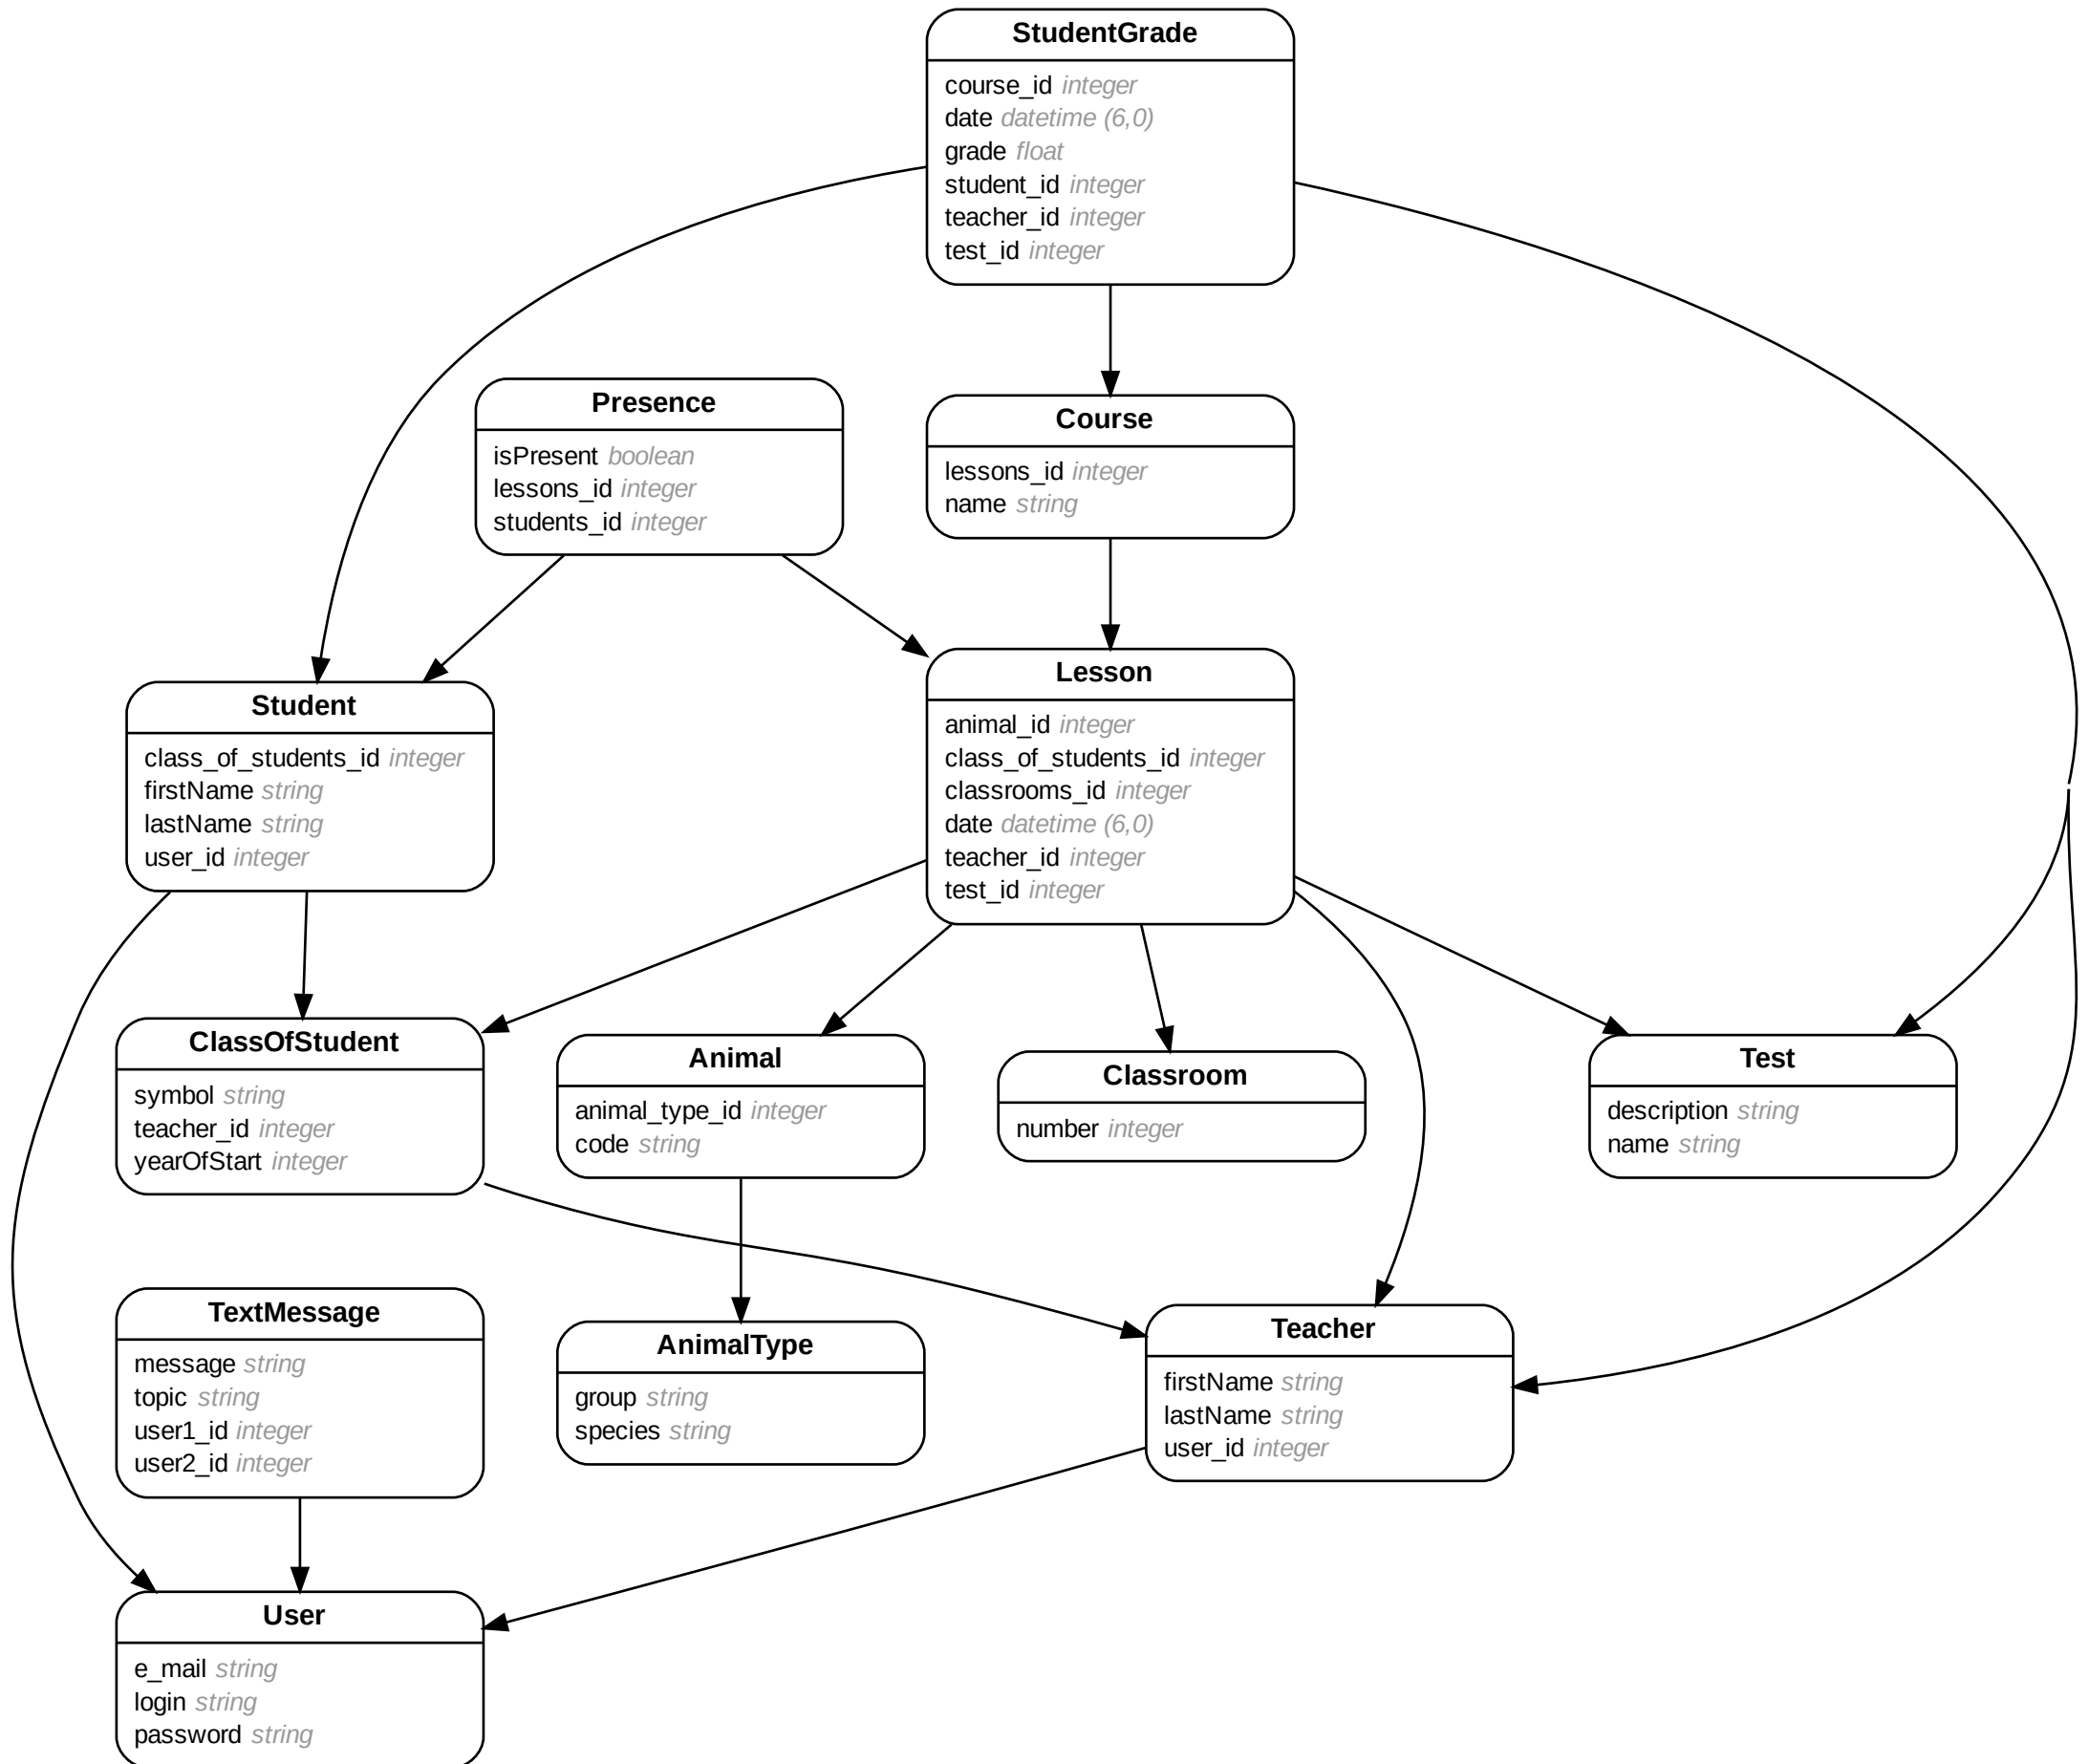 StudentGrade
course_id integer
date datetime (6,0)
grade float
student_id integer
teacher_id integer
test_id integer
Presence
isPresent boolean
lessons_id integer
students_id integer
Course
lessons_id integer
name string
Student
class_of_students_id integer
firstName string
lastName string
user_id integer
Lesson
animal_id integer
class_of_students_id integer
classrooms_id integer
date datetime (6,0)
teacher_id integer
test_id integer
ClassOfStudent
symbol string
teacher_id integer
yearOfStart integer
Animal
animal_type_id integer
code string
Classroom
number integer
Test
description string
name string
TextMessage
message string
topic string
user1_id integer
user2_id integer
AnimalType
group string
species string
Teacher
firstName string
lastName string
user_id integer
User
e_mail string
login string
password string